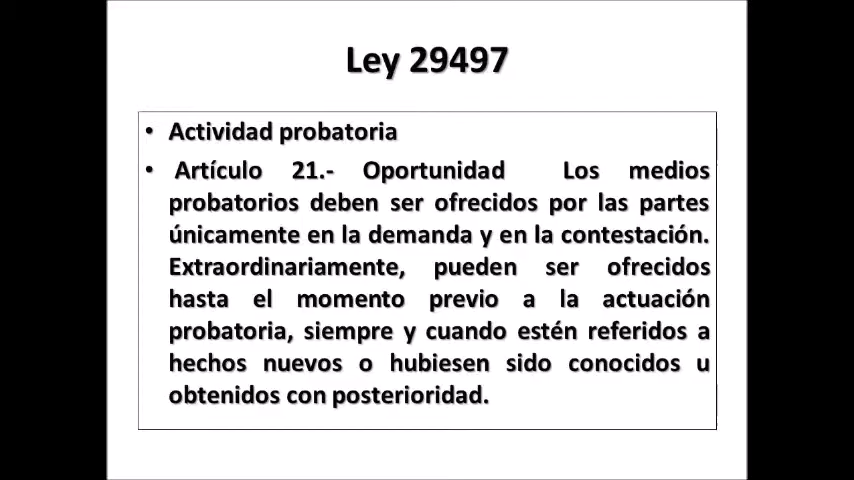 Ley 29497
• Actividad probatoria
• Artículo 21.- Oportunidad Los medios
probatorios deben ser ofrecidos por las partes
únicamente en la demanda y en la contestación.
Extraordinariamente, pueden ser ofrecidos
hasta el momento previo a la actuación
probatoria, siempre y cuando estén referidos a
hechos nuevos o hubiesen sido conocidos u
obtenidos con posterioridad.